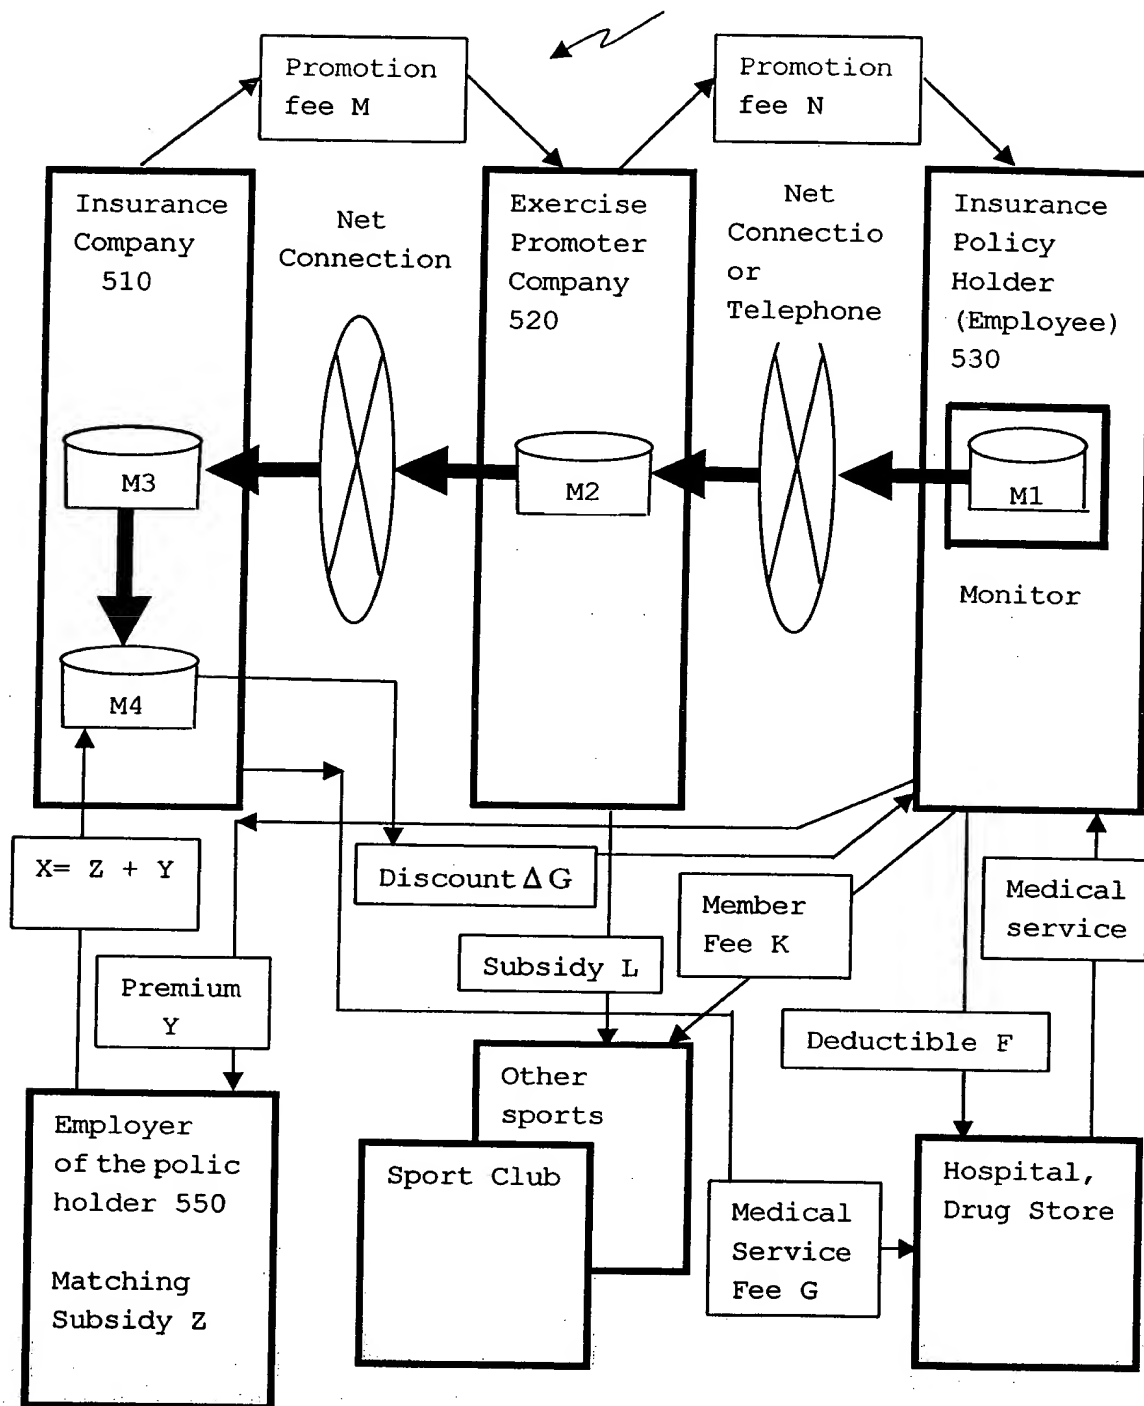 Promotion
fee M
Promotion
fee N
Insurance
Company
510
Net
Connection
Exercise
Promoter
Company
520
Net
Connectio
or
Telephone
Insurance
Policy
Holder
(Employee)
530
M3
M2
M1
Monitor
M4
X= Z + Y
Discount ΔG
Member
Fee K
Medical
service
Premium
Y
Subsidy L
Deductible F
Employer
of the polic
holder 550
Matching
Subsidy Z
Other
sports
Sport Club
Medical
Service
Fee G
Hospital,
Drug Store